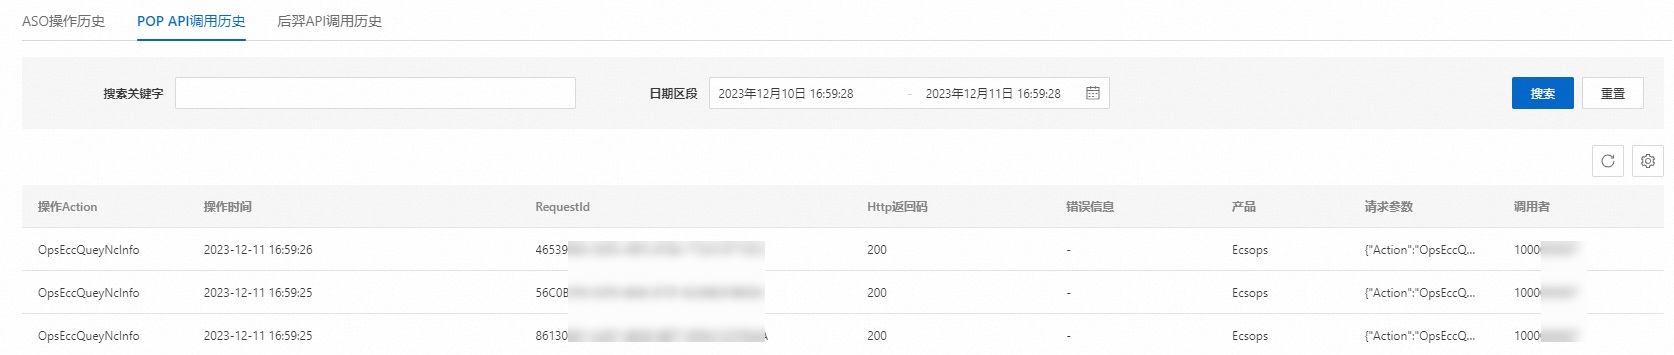 ASO操作历史 POP API调用历史 后羿API调用历史
搜索关键字 日期区段 2023年12月10日 16:59:28 - 2023年12月11日 16:59:28 搜索 重置
操作Action 操作时间 RequestId Http返回码 错误信息 产品 请求参数 调用者
OpsEccQueyNcInfo 2023-12-11 16:59:26 46539 200 - Ecsops {"Action":"OpsEccQ... 1000
OpsEccQueyNcInfo 2023-12-11 16:59:25 56C0B 200 - Ecsops {"Action":"OpsEccQ... 1000
OpsEccQueyNcInfo 2023-12-11 16:59:25 86130 200 - Ecsops {"Action":"OpsEccQ... 1000